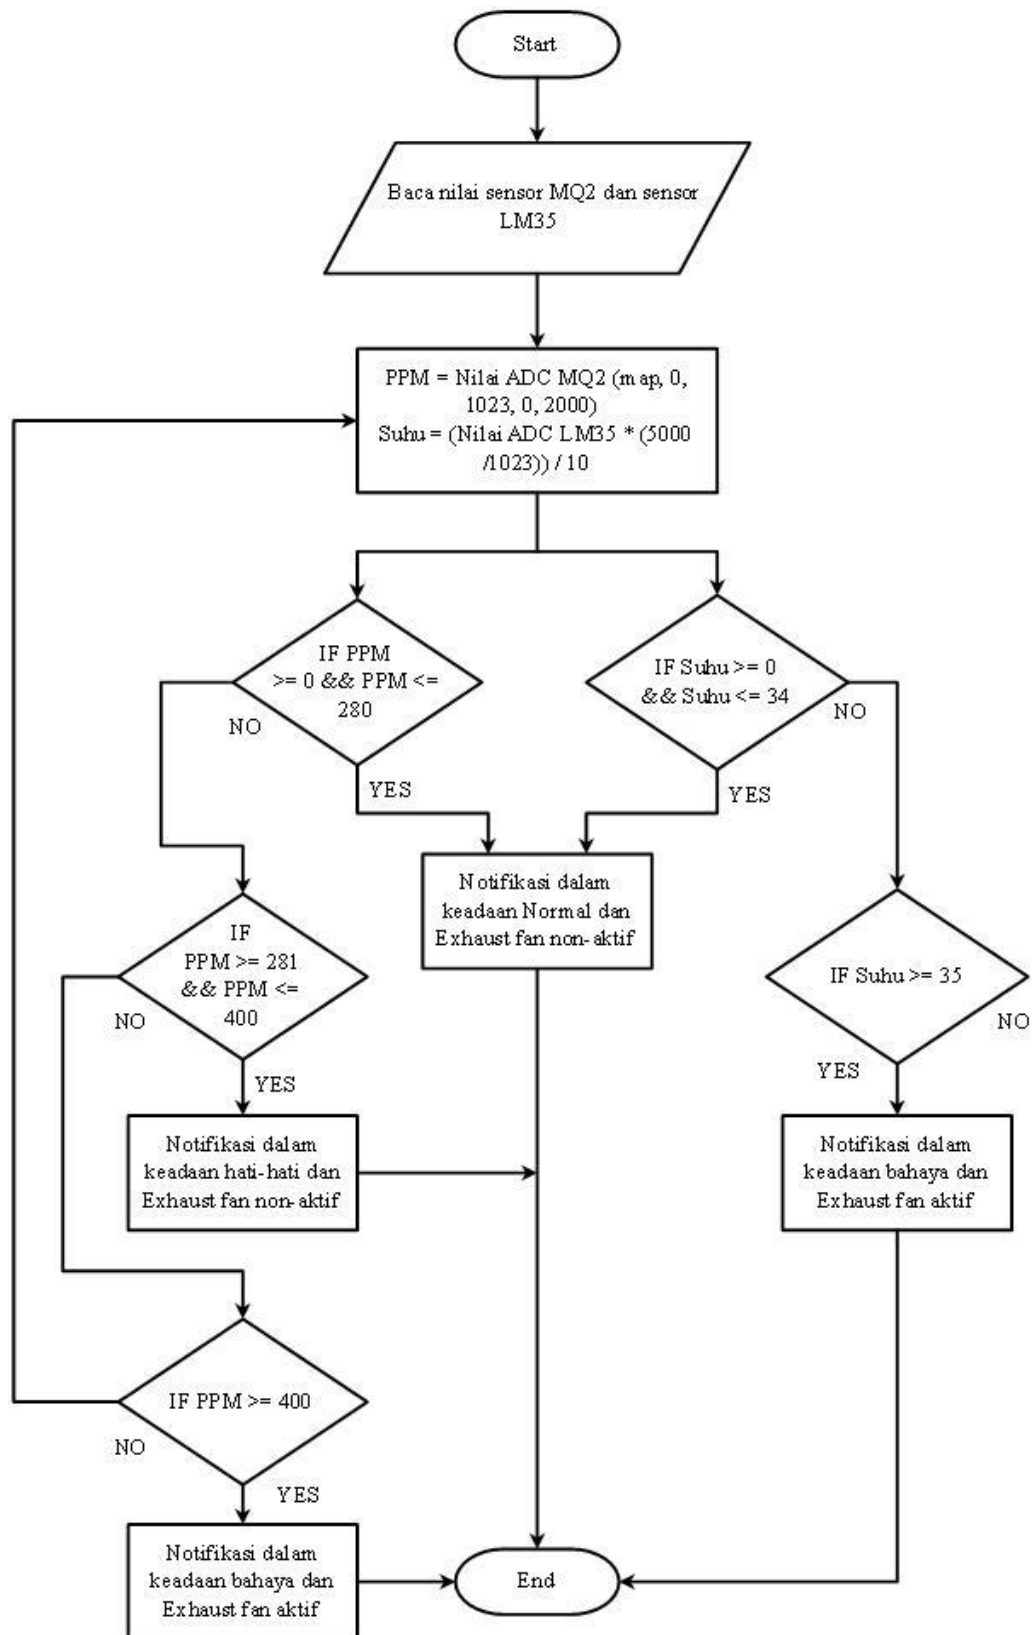 Start
Baca nilai sensor MQ2 dan sensor
LM35
PPM = Nilai ADC MQ2 (map, 0,
1023, 0, 2000)
Suhu = (Nilai ADC LM35 * (5000
/1023)) / 10
IF PPM
>= 0 && PPM <=
280
NO
YES
IF Suhu >= 0
&& Suhu <= 34
NO
YES
Notifikasi dalam
keadaan Normal dan
Exhaust fan non-aktif
IF
PPM >= 281
&& PPM <=
400
NO
YES
IF Suhu >= 35
NO
YES
Notifikasi dalam
keadaan hati-hati dan
Exhaust fan non-aktif
Notifikasi dalam
keadaan bahaya dan
Exhaust fan aktif
IF PPM >= 400
NO
YES
Notifikasi dalam
keadaan bahaya dan
Exhaust fan aktif
End